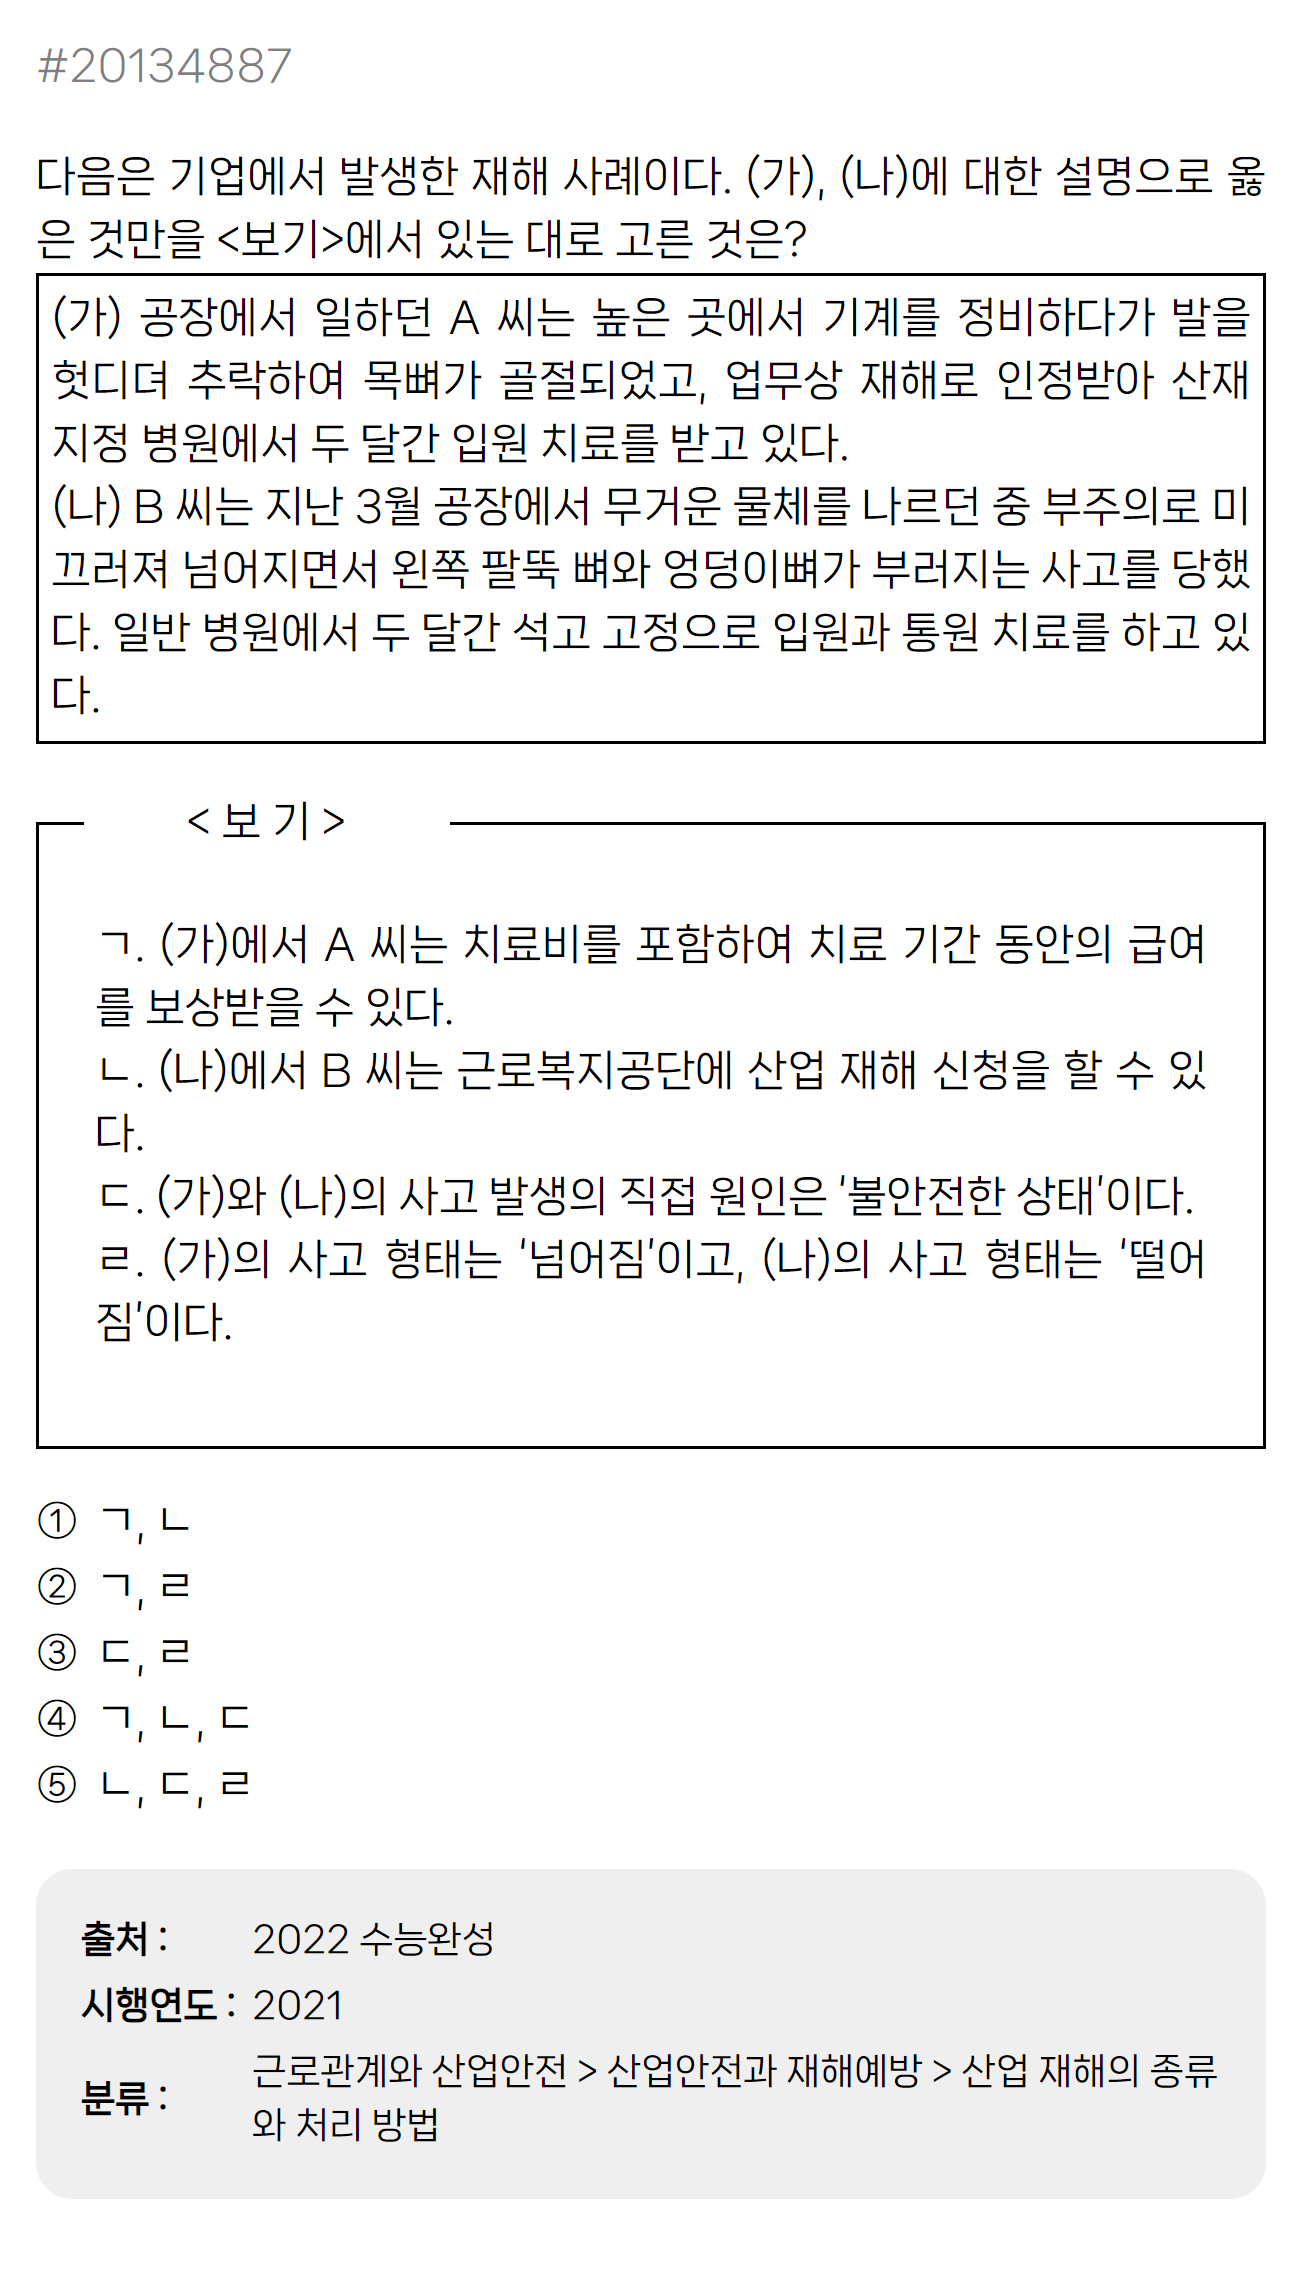 #20134887
다음은 기업에서 발생한 재해 사례이다. (가), (나)에 대한 설명으로 옳
은 것만을 <보기>에서 있는 대로 고른 것은?
(가) 공장에서 일하던 A 씨는 높은 곳에서 기계를 정비하다가 발을
헛디뎌 추락하여 목뼈가 골절되었고, 업무상 재해로 인정받아 산재
지정 병원에서 두 달간 입원 치료를 받고 있다.
(나) B 씨는 지난 3월 공장에서 무거운 물체를 나르던 중 부주의로 미
끄러져 넘어지면서 왼쪽 팔뚝 뼈와 엉덩이뼈가 부러지는 사고를 당했
다. 일반 병원에서 두 달간 석고 고정으로 입원과 통원 치료를 하고 있
다.
< 보 기 >
ㄱ. (가)에서 A 씨는 치료비를 포함하여 치료 기간 동안의 급여
를 보상받을 수 있다.
ㄴ. (나)에서 B 씨는 근로복지공단에 산업 재해 신청을 할 수 있
다.
ㄷ. (가)와 (나)의 사고 발생의 직접 원인은 '불안전한 상태'이다.
ㄹ. (가)의 사고 형태는 '넘어짐'이고, (나)의 사고 형태는 '떨어
짐'이다.
① ㄱ, ㄴ
② ㄱ, ㄹ
③ ㄷ, ㄹ
④ ㄱ, ㄴ, ㄷ
⑤ ㄴ, ㄷ, ㄹ
출처 : 2022 수능완성
시행연도 : 2021
분류 : 근로관계와 산업안전 > 산업안전과 재해예방 > 산업 재해의 종류
와 처리 방법